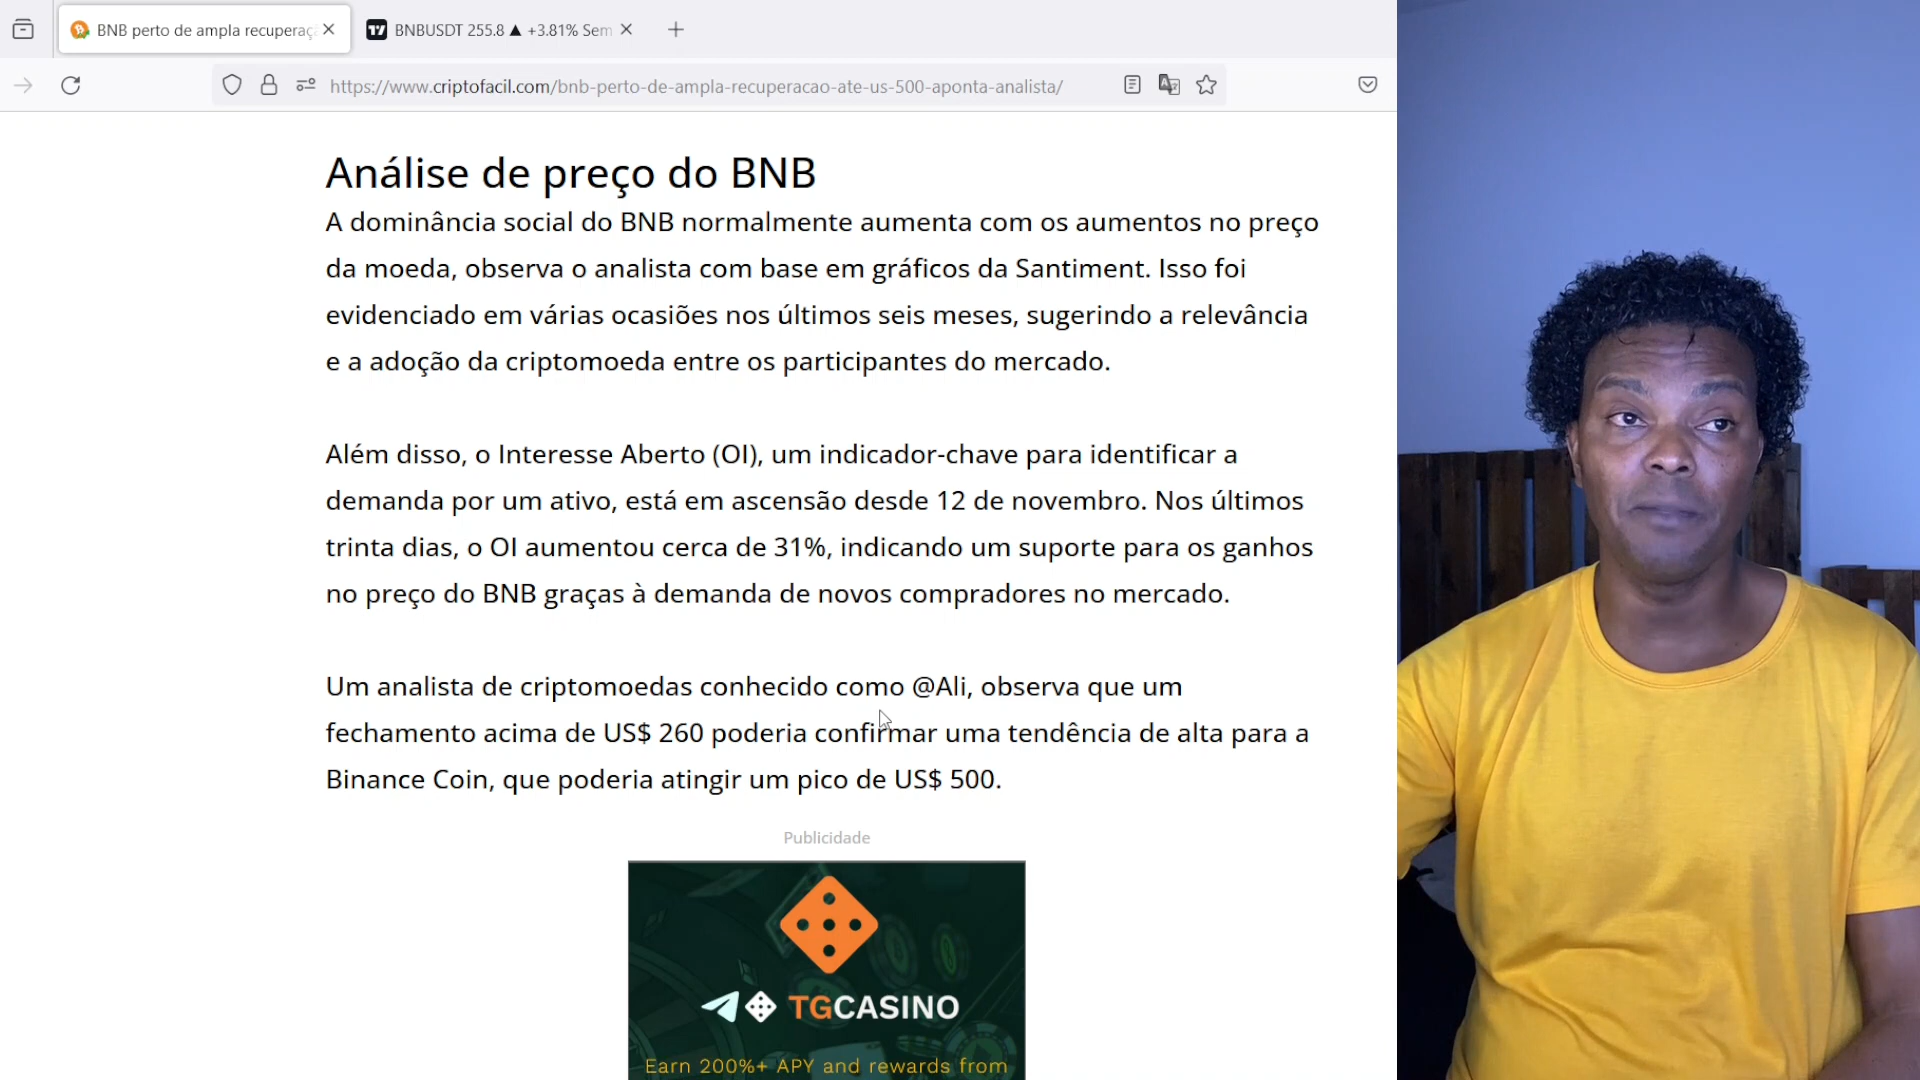 BNB perto de ampla recuperaç
BNBUSDT 255.8 ▲ +3.81% Sem
https://www.criptofacil.com/bnb-perto-de-ampla-recuperacao-ate-us-500-aponta-analista/
Análise de preço do BNB
A dominância social do BNB normalmente aumenta com os aumentos no preço
da moeda, observa o analista com base em gráficos da Santiment. Isso foi
evidenciado em várias ocasiões nos últimos seis meses, sugerindo a relevância
e a adoção da criptomoeda entre os participantes do mercado.
Além disso, o Interesse Aberto (OI), um indicador-chave para identificar a
demanda por um ativo, está em ascensão desde 12 de novembro. Nos últimos
trinta dias, o OI aumentou cerca de 31%, indicando um suporte para os ganhos
no preço do BNB graças à demanda de novos compradores no mercado.
Um analista de criptomoedas conhecido como @Ali, observa que um
fechamento acima de US$ 260 poderia confirmar uma tendência de alta para a
Binance Coin, que poderia atingir um pico de US$ 500.
Publicidade
TGCASINO
Earn 200%+ APY and rewards from